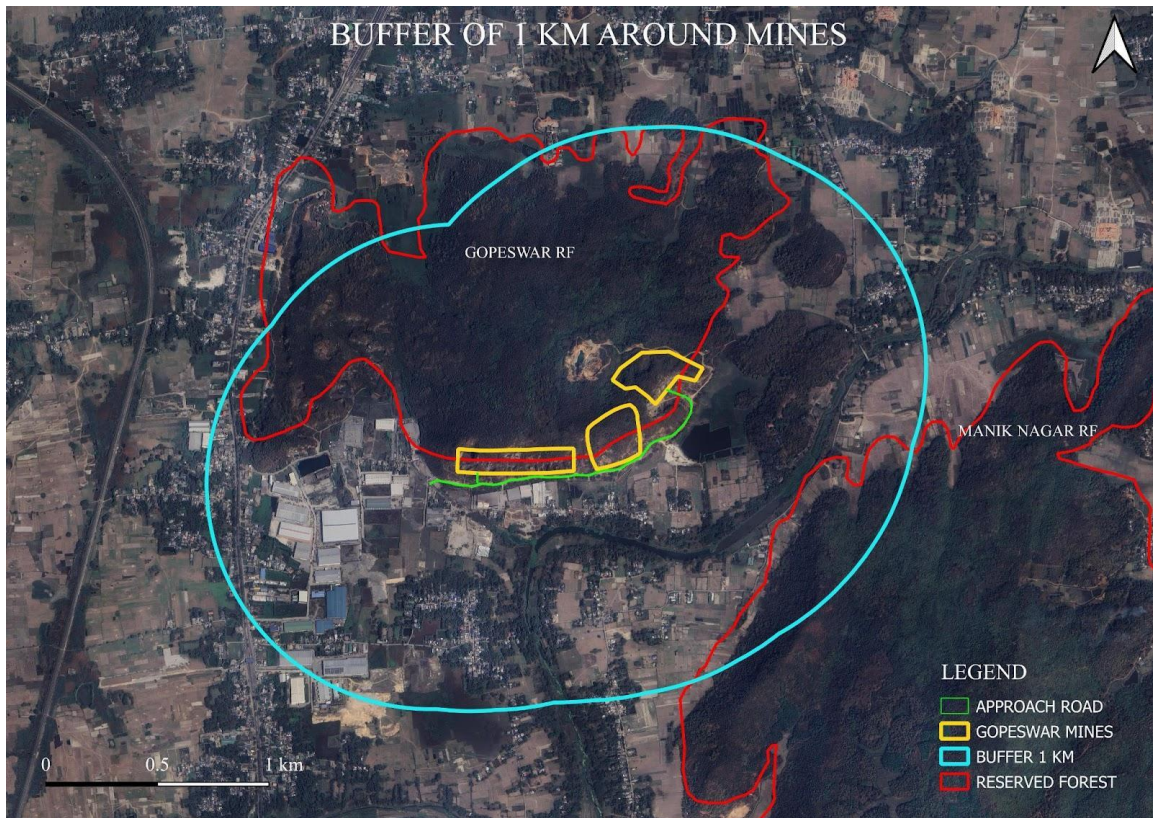 BUFFER OF 1 KM AROUND MINES
GOPESWAR RF
MANIK NAGAR RF
LEGEND
APPROACH ROAD
GOPESWAR MINES
BUFFER 1 KM
RESERVED FOREST
0 0.5 1 km